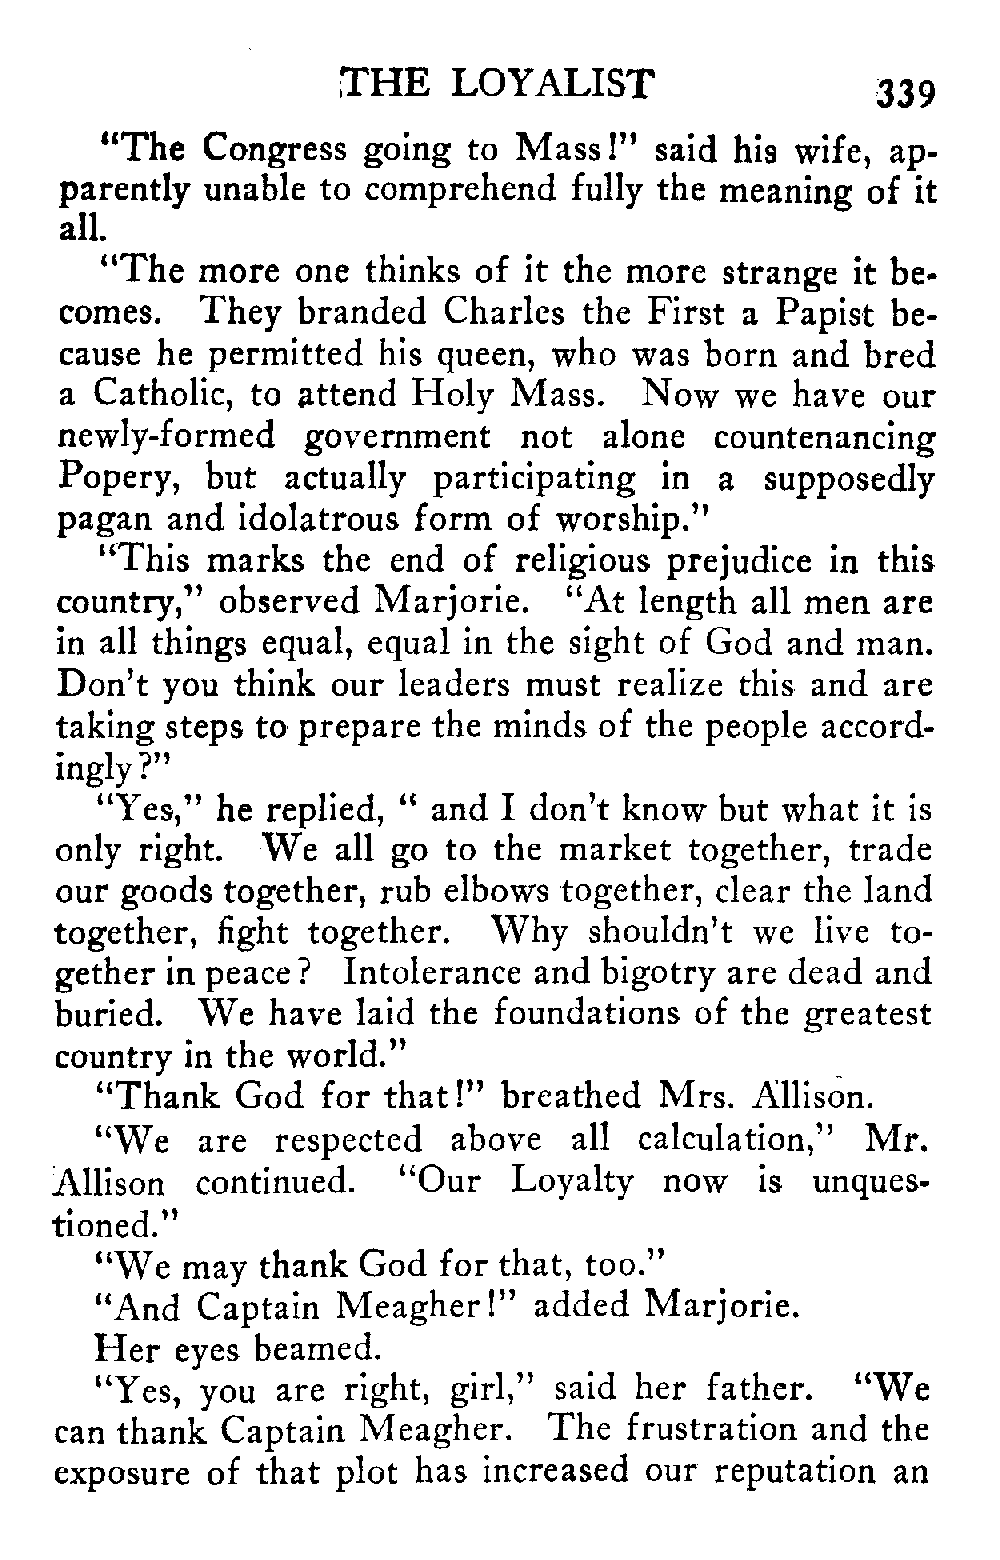 THE LOYALIST 339
“The Congress going to Mass!” said his wife, ap-
parently unable to comprehend fully the meaning of it
all.
“The more one thinks of it the more strange it be-
comes. They branded Charles the First a Papist be-
cause he permitted his queen, who was born and bred
a Catholic, to attend Holy Mass. Now we have our
newly-formed government not alone countenancing
Popery, but actually participating in a supposedly
pagan and idolatrous form of worship.”
“This marks the end of religious prejudice in this
country,” observed Marjorie. “At length all men are
in all things equal, equal in the sight of God and man.
Don’t you think our leaders must realize this and are
taking steps to prepare the minds of the people accord-
ingly?”
“Yes,” he replied, “ and I don’t know but what it is
only right. We all go to the market together, trade
our goods together, rub elbows together, clear the land
together, fight together. Why shouldn’t we live to-
gether in peace? Intolerance and bigotry are dead and
buried. We have laid the foundations of the greatest
country in the world.”
“Thank God for that!” breathed Mrs. Allison.
“We are respected above all calculation,” Mr.
Allison continued. “Our Loyalty now is unques-
tioned.”
“We may thank God for that, too.”
“And Captain Meagher!” added Marjorie.
Her eyes beamed.
“Yes, you are right, girl,” said her father. “We
can thank Captain Meagher. The frustration and the
exposure of that plot has increased our reputation an